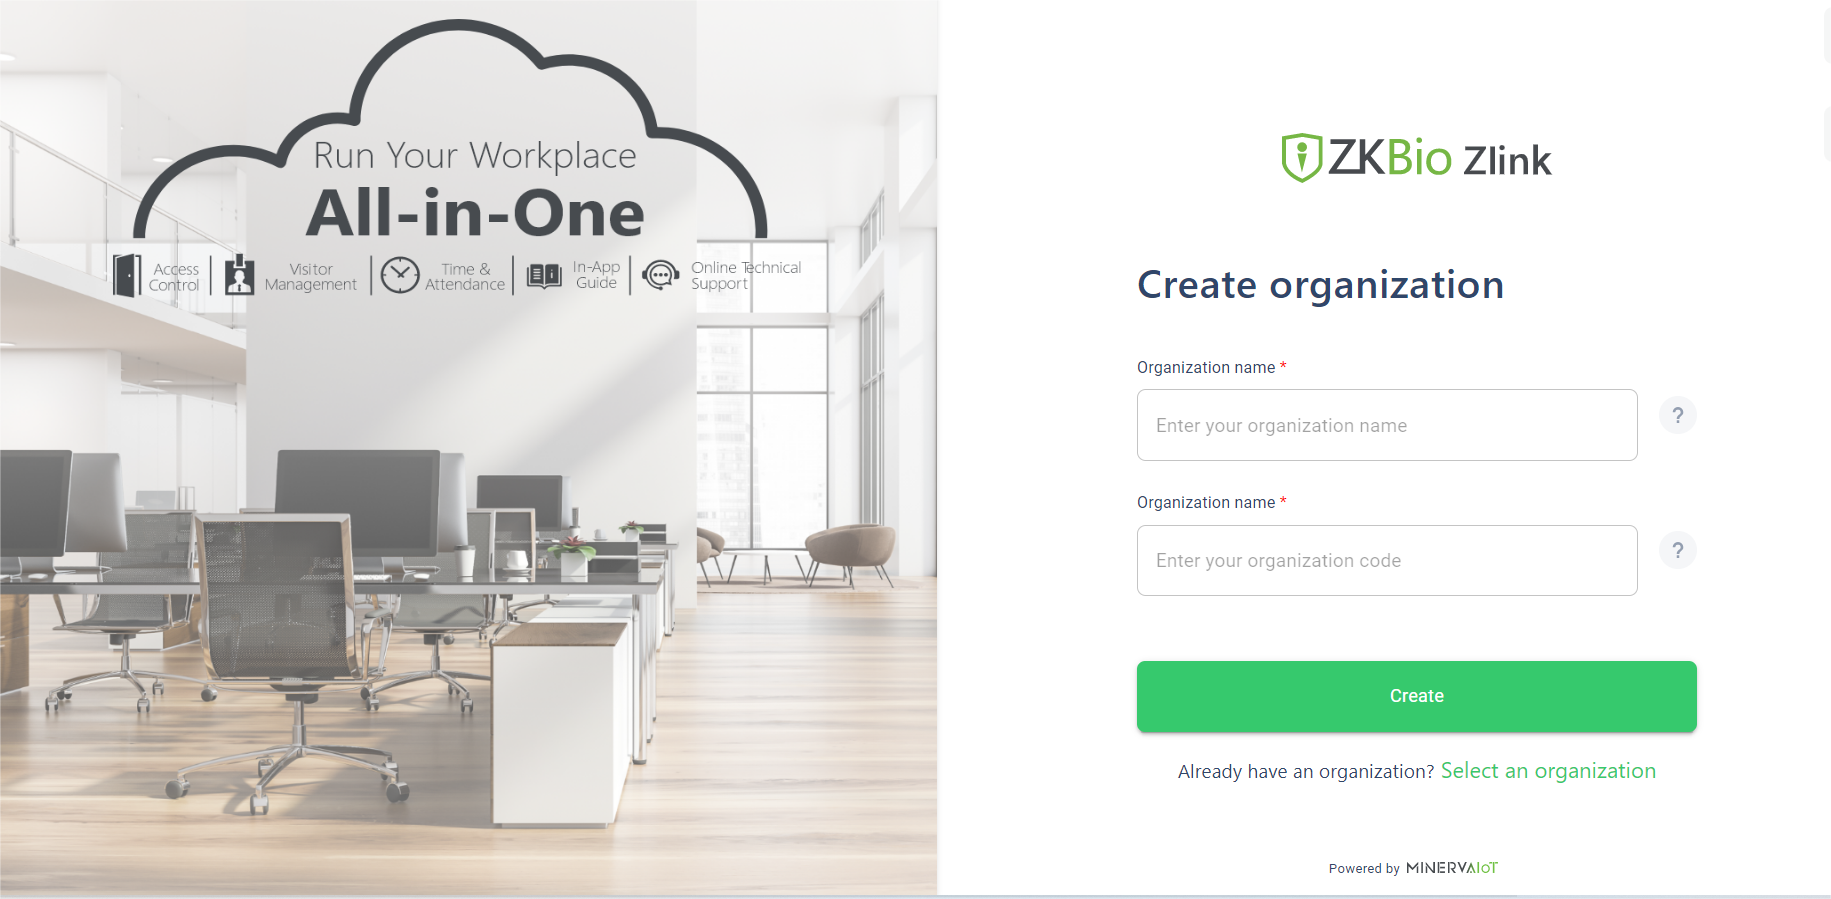 Run Your Workplace
All-in-One
Access
Control
Visitor
Management
Time &
Attendance
In-App
Guide
Online Technical
Support
ZKBio Zlink
Create organization
Organization name *
Enter your organization name
?
Organization name *
Enter your organization code
?
Create
Already have an organization? Select an organization
Powered by MINERVAIoT